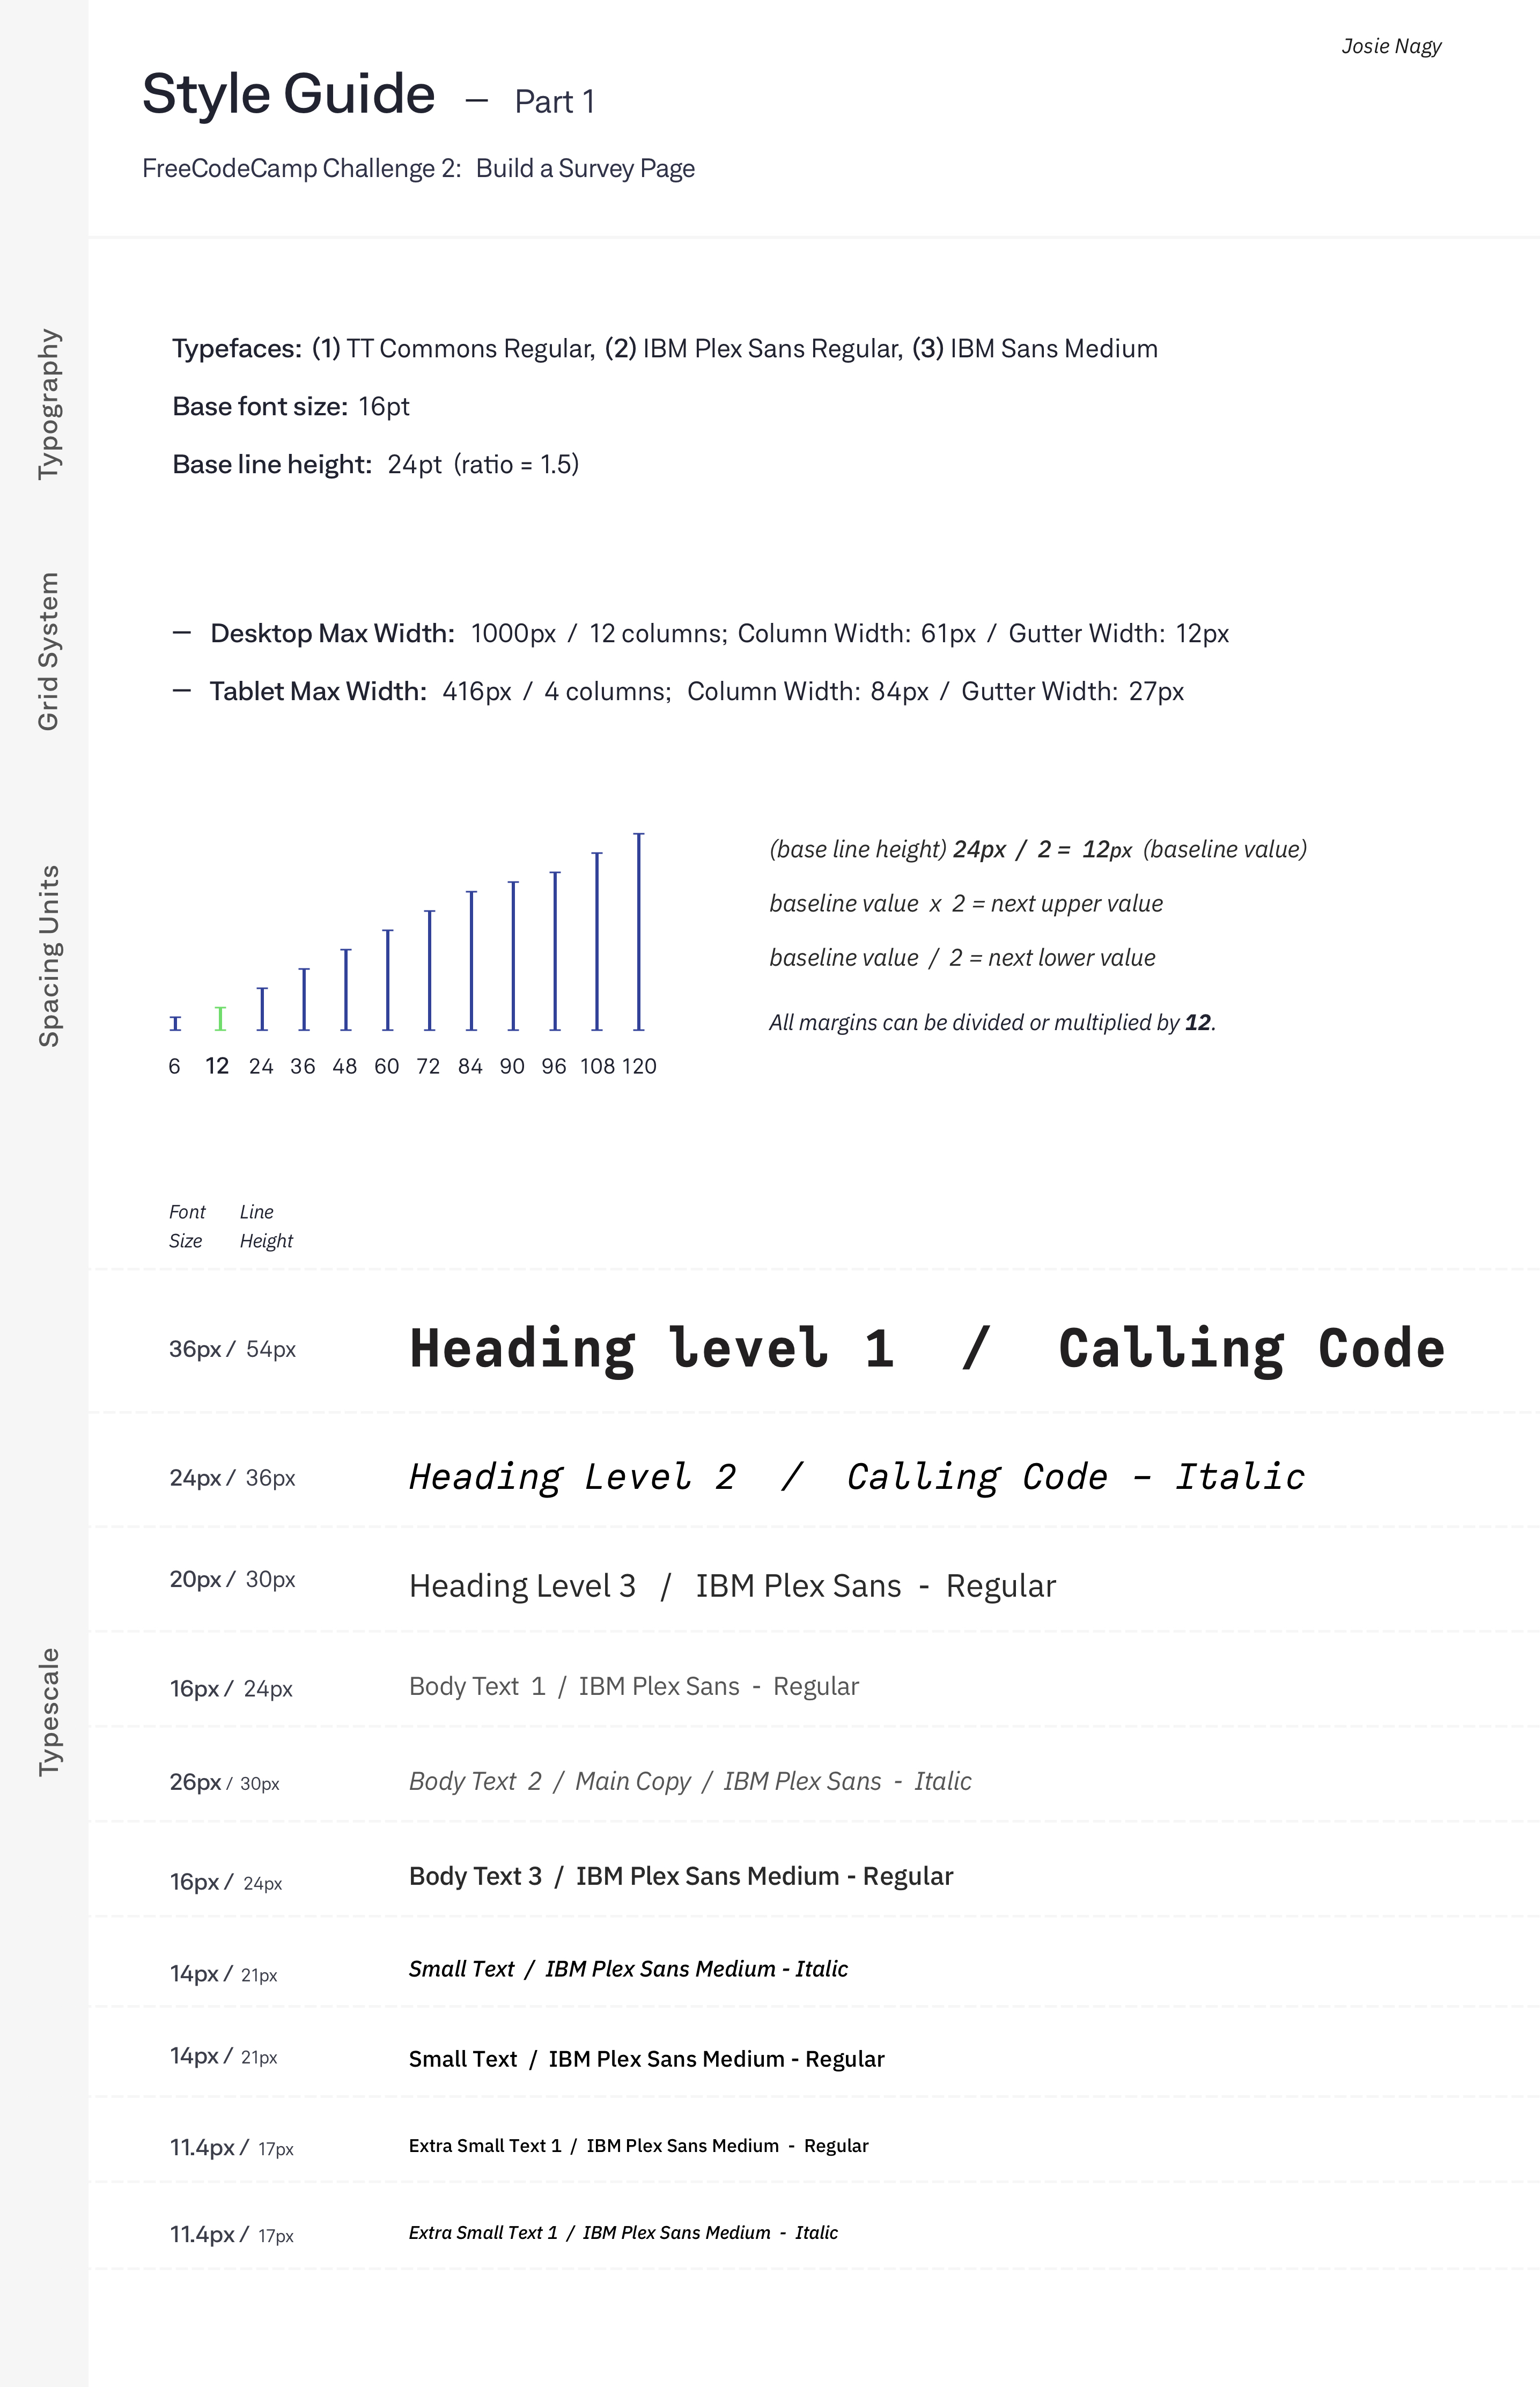 Josie Nagy
Style Guide — Part 1
FreeCodeCamp Challenge 2: Build a Survey Page
Typography
Typefaces: (1) TT Commons Regular, (2) IBM Plex Sans Regular, (3) IBM Sans Medium
Base font size: 16pt
Base line height: 24pt (ratio = 1.5)
Grid System
— Desktop Max Width: 1000px / 12 columns; Column Width: 61px / Gutter Width: 12px
— Tablet Max Width: 416px / 4 columns; Column Width: 84px / Gutter Width: 27px
Spacing Units
6 12 24 36 48 60 72 84 90 96 108 120
(base line height) 24px / 2 = 12px (baseline value)
baseline value x 2 = next upper value
baseline value / 2 = next lower value
All margins can be divided or multiplied by 12.
Typescale
Font Size
Line Height
36px / 54px Heading level 1 / Calling Code
24px / 36px Heading Level 2 / Calling Code - Italic
20px / 30px Heading Level 3 / IBM Plex Sans - Regular
16px / 24px Body Text 1 / IBM Plex Sans - Regular
26px / 30px Body Text 2 / Main Copy / IBM Plex Sans - Italic
16px / 24px Body Text 3 / IBM Plex Sans Medium - Regular
14px / 21px Small Text / IBM Plex Sans Medium - Italic
14px / 21px Small Text / IBM Plex Sans Medium - Regular
11.4px / 17px Extra Small Text 1 / IBM Plex Sans Medium - Regular
11.4px / 17px Extra Small Text 1 / IBM Plex Sans Medium - Italic